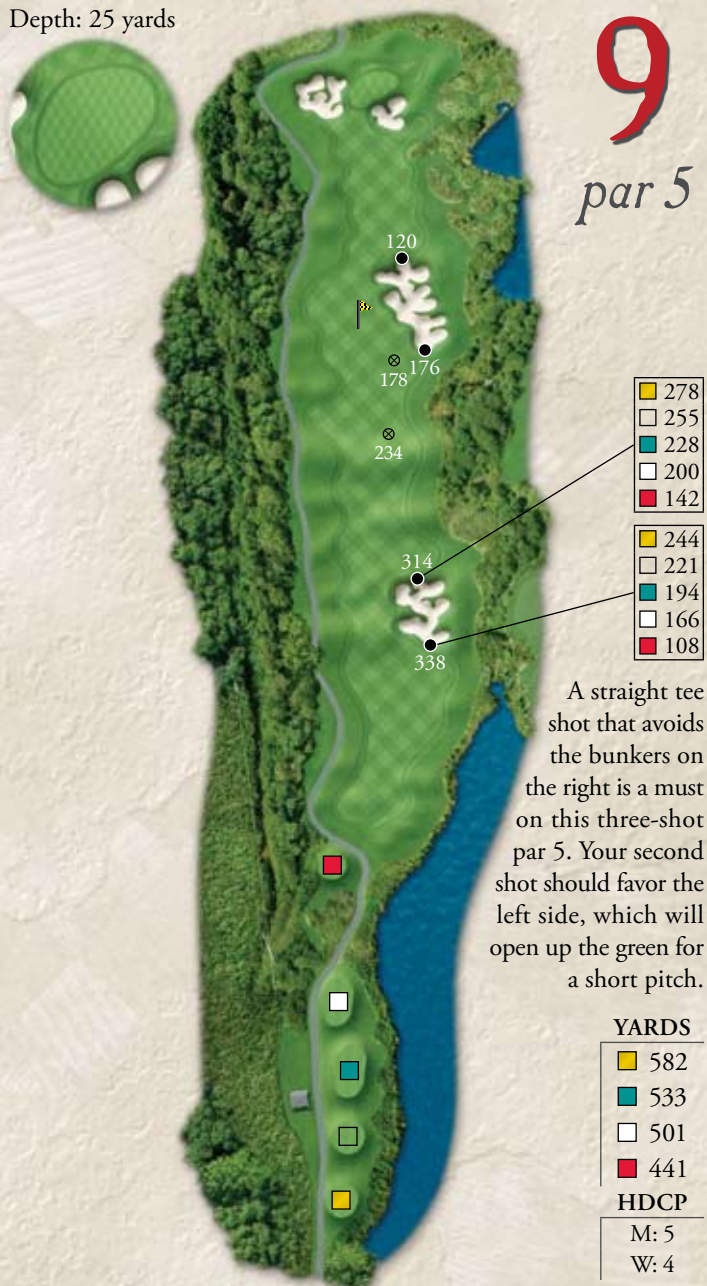 Depth: 25 yards
9
par 5
120
176
178
234
278
255
228
200
142
244
221
194
166
108
314
338
A straight tee
shot that avoids
the bunkers on
the right is a must
on this three-shot
par 5. Your second
shot should favor the
left side, which will
open up the green for
a short pitch.
YARDS
582
533
501
441
HDCP
M: 5
W: 4